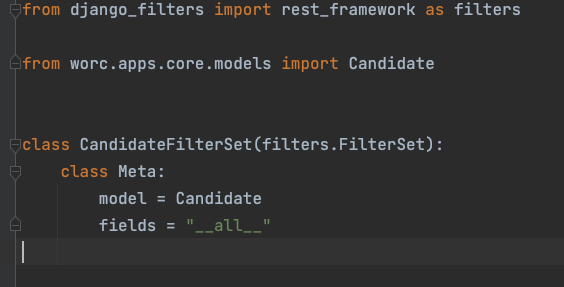 from django_filters import rest_framework as filters
from worc.apps.core.models import Candidate
class CandidateFilterSet(filters.FilterSet):
    class Meta:
        model = Candidate
        fields = "__all__"